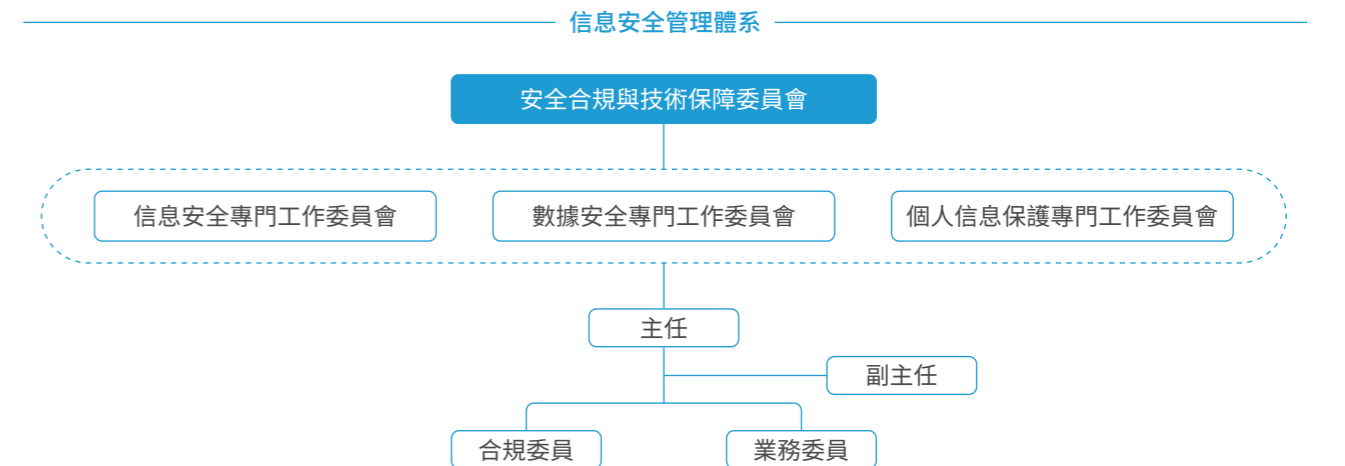 信息安全管理體系
安全合規與技術保障委員會
信息安全專門工作委員會
數據安全專門工作委員會
個人信息保護專門工作委員會
主任
副主任
合規委員
業務委員